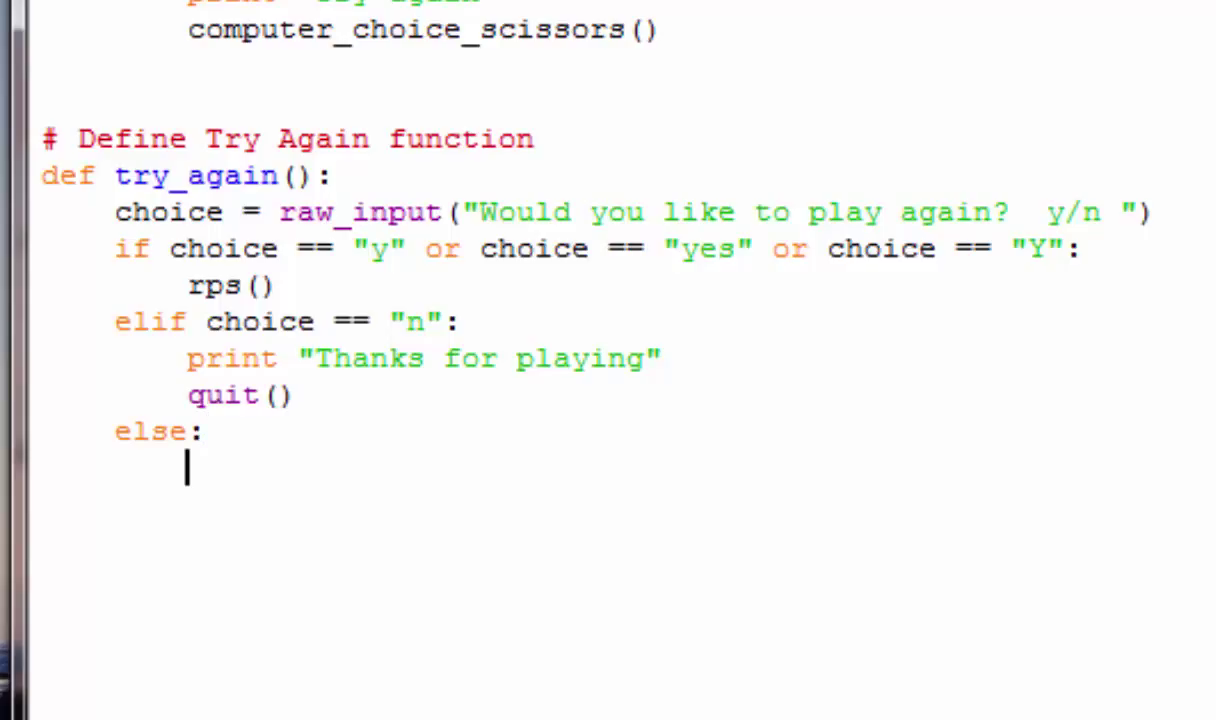 computer_choice_scissors()
# Define Try Again function
def try_again():
choice = raw_input("Would you like to play again?  y/n ")
if choice == "y" or choice == "yes" or choice == "Y":
rps()
elif choice == "n":
print "Thanks for playing"
quit()
else: